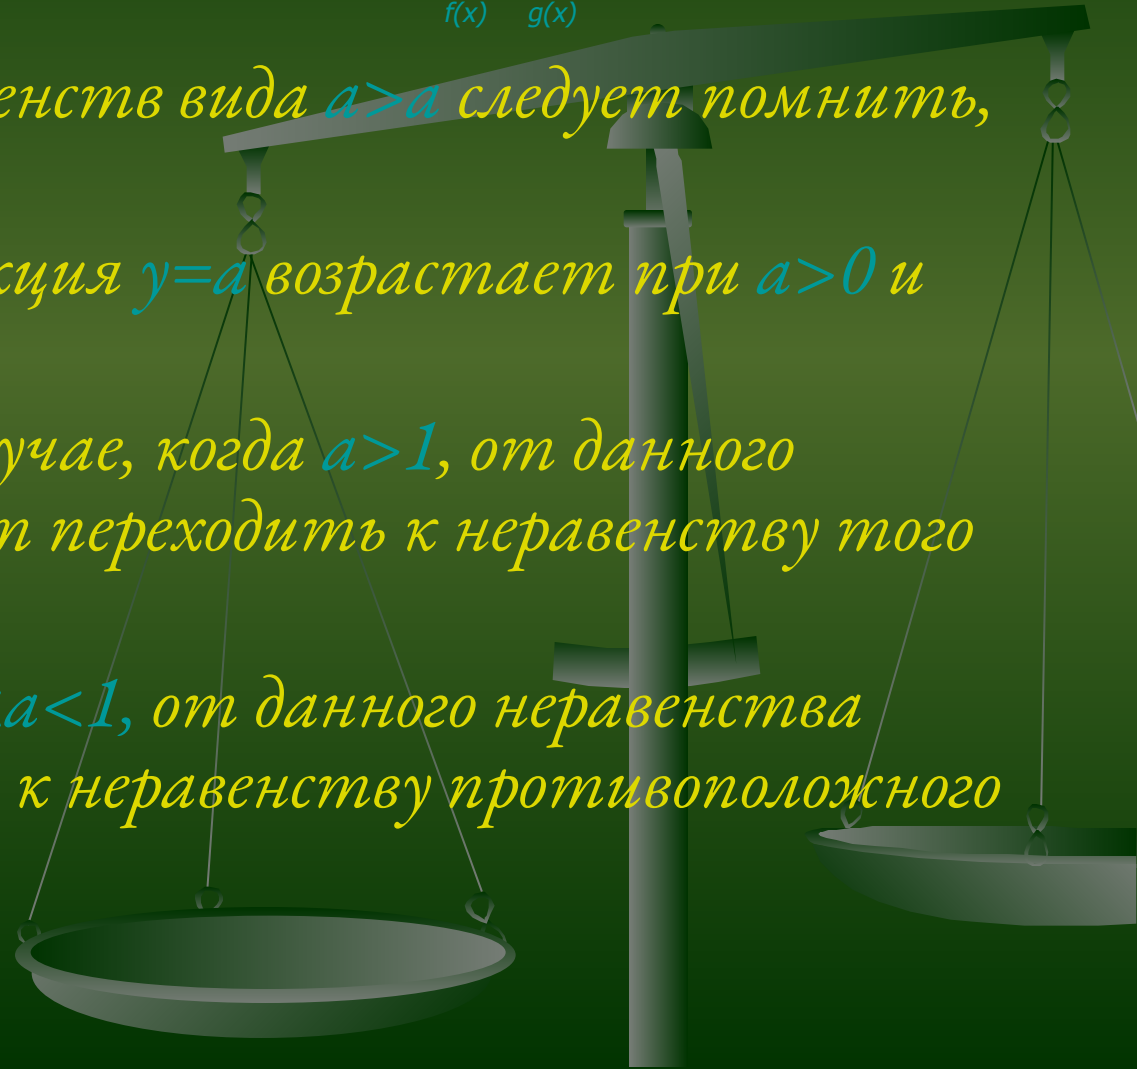 f(x) g(x)
енств вида a>a следует помнить,
кция y=a возрастает при a>0 и
учае, когда a>1, от данного
т переходить к неравенству того
a<1, от данного неравенства
к неравенству противоположного